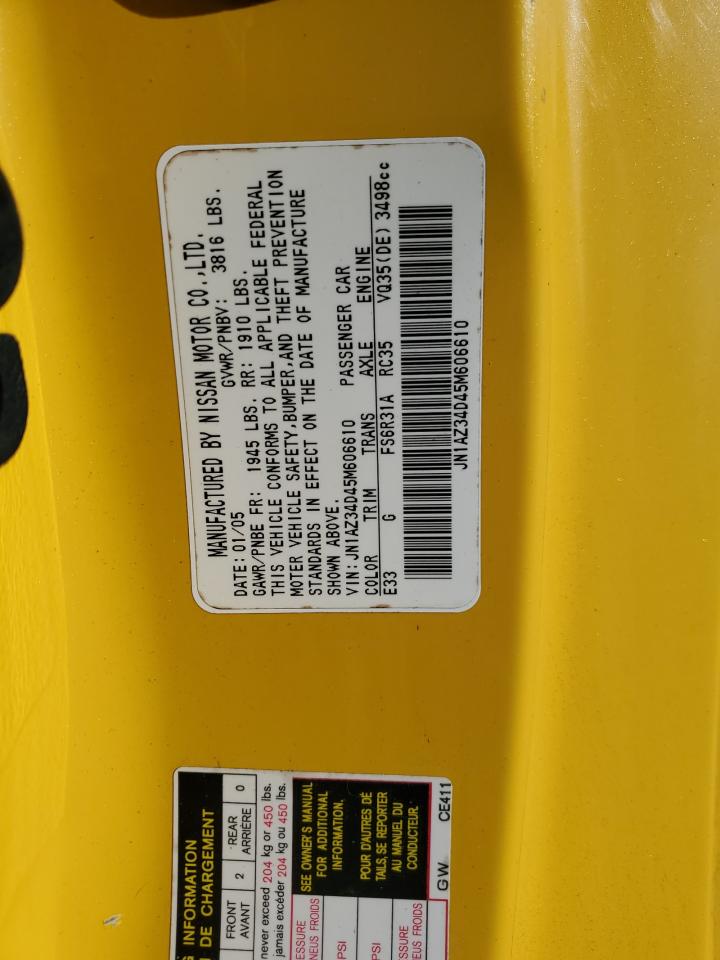 MANUFACTURED BY NISSAN MOTOR CO.,LTD.
DATE: 01/05 GVWR/PNBV: 3816 LBS.
GAWR/PNBE FR: 1945 LBS. RR: 1910 LBS.
THIS VEHICLE CONFORMS TO ALL APPLICABLE FEDERAL
MOTER VEHICLE SAFETY,BUMPER,AND THEFT PREVENTION
STANDARDS IN EFFECT ON THE DATE OF MANUFACTURE
SHOWN ABOVE.
VIN:JN1AZ34D45M606610 PASSENGER CAR
COLOR TRIM TRANS AXLE ENGINE
E33 G FS6R31A RC35 VQ35(DE) 3498cc
JN1AZ34D45M606610
INFORMATION
DE CHARGEMENT
FRONT 2 REAR 0
AVANT ARRIÈRE
never exceed 204 kg or 450 lbs.
jamais excéder 204 kg ou 450 lbs.
SEE OWNER'S MANUAL
FOR ADDITIONAL
INFORMATION.
POUR D'AUTRES DÉ
TAILS, SE REPORTER
AU MANUEL DU
CONDUCTEUR.
FROIDS
PSI
PSI
FROIDS
GW CE411